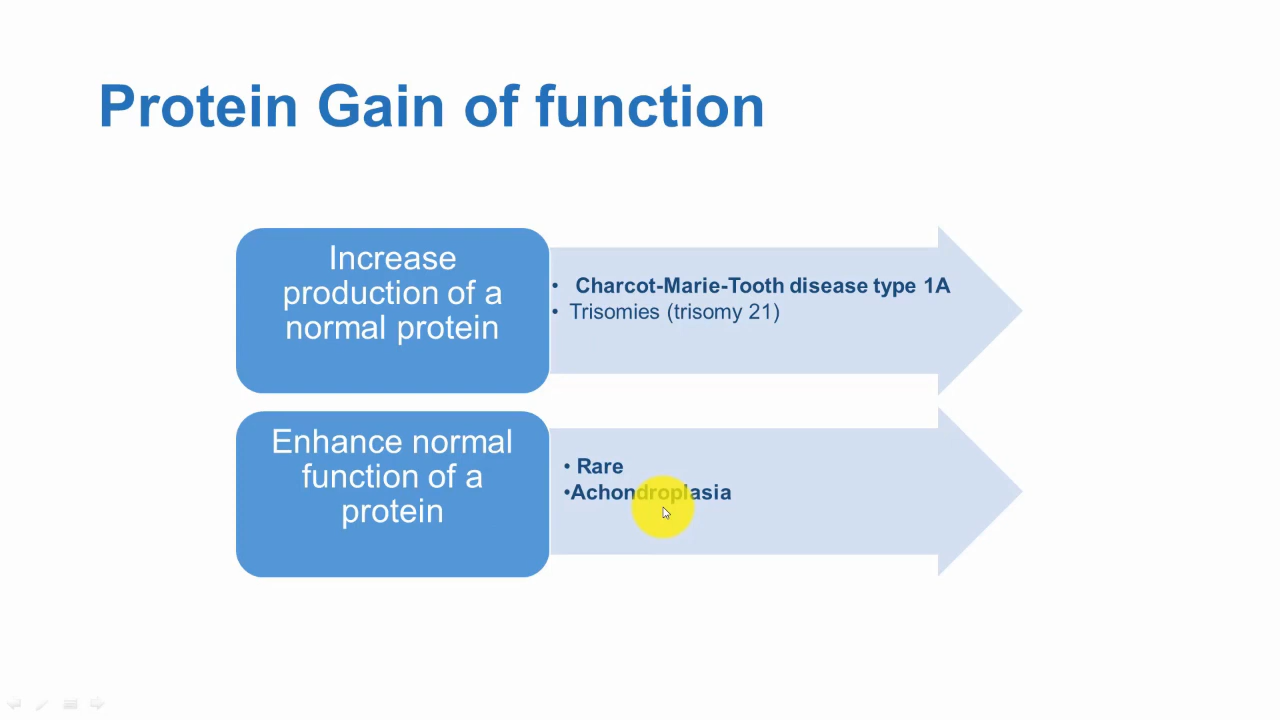 Protein Gain of function
Increase
production of a
normal protein
• Charcot-Marie-Tooth disease type 1A
• Trisomies (trisomy 21)
Enhance normal
function of a
protein
• Rare
•Achondroplasia